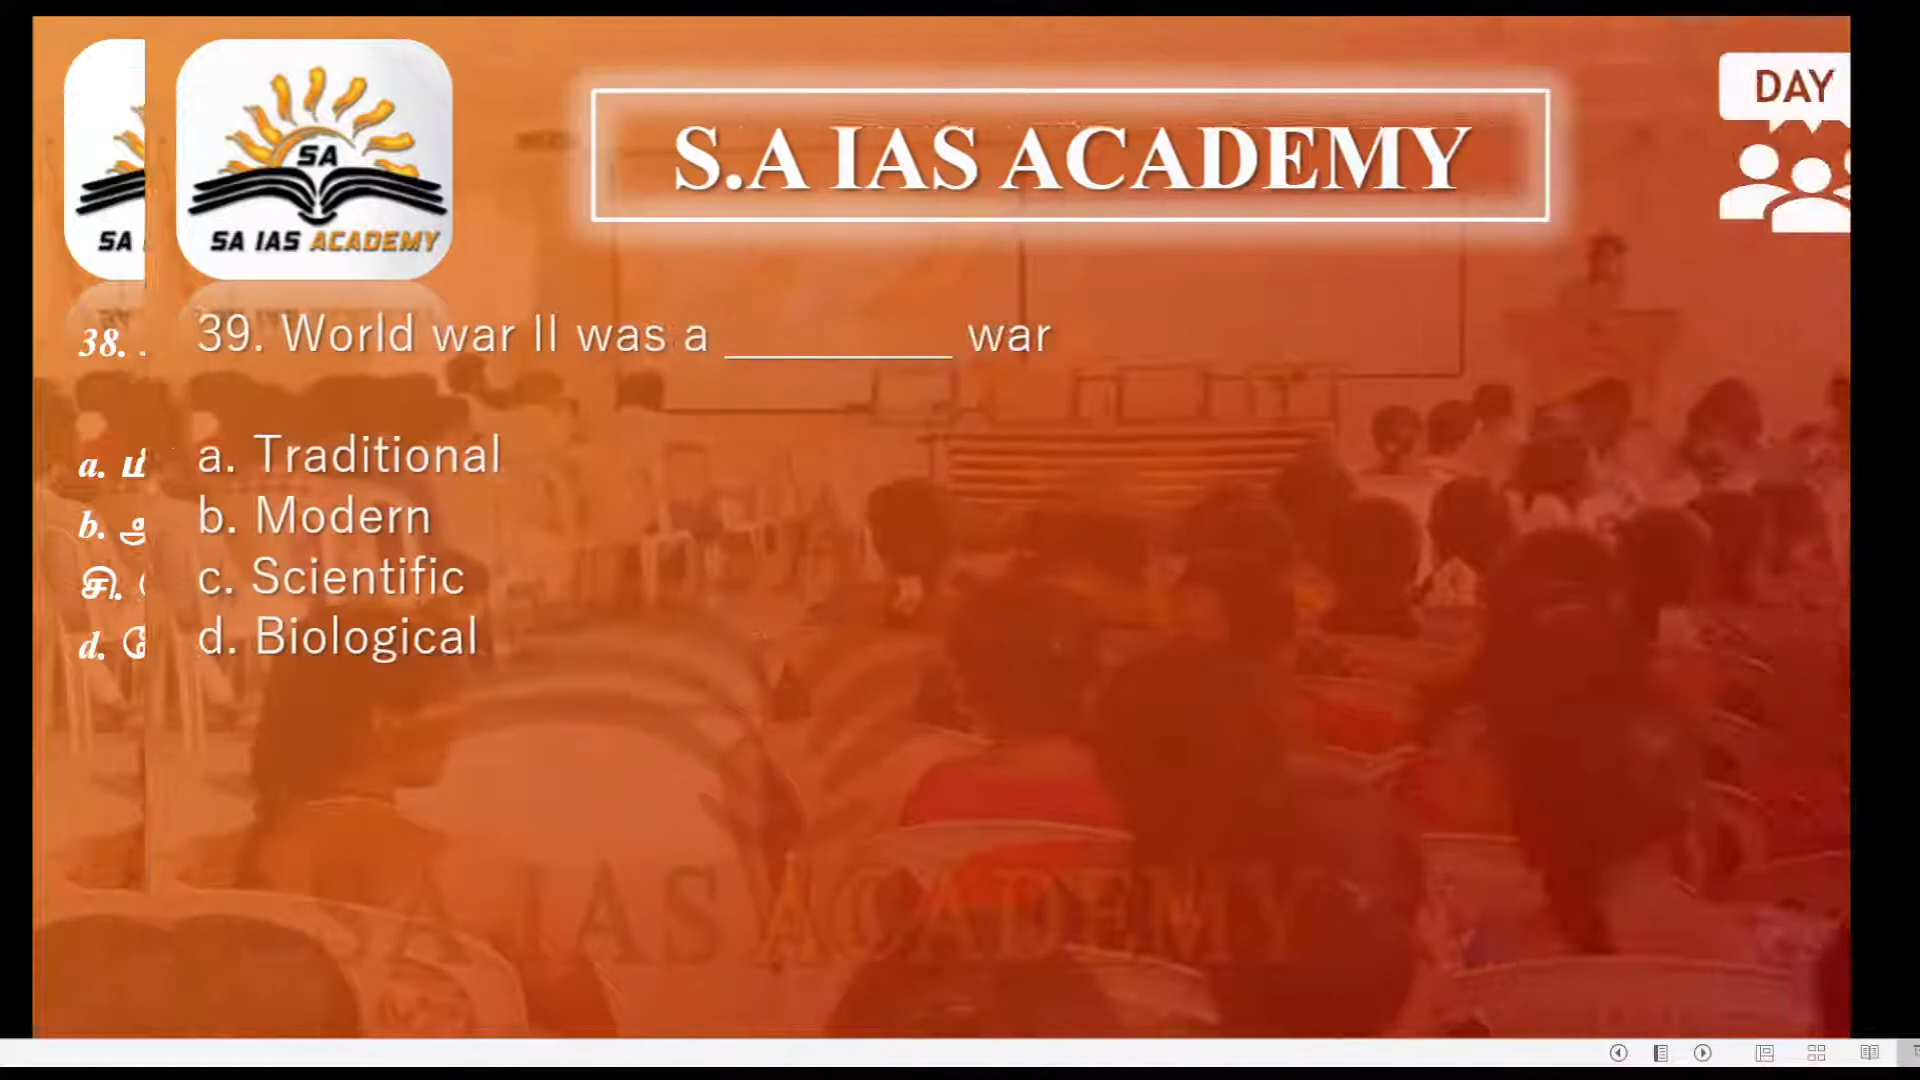 SA
SA
SA IAS ACADEMY
S.A IAS ACADEMY
DAY
38.
39. World war II was a ________ war
a.
a. Traditional
b.
b. Modern
சி.
c. Scientific
d.
d. Biological
SA IAS ACADEMY